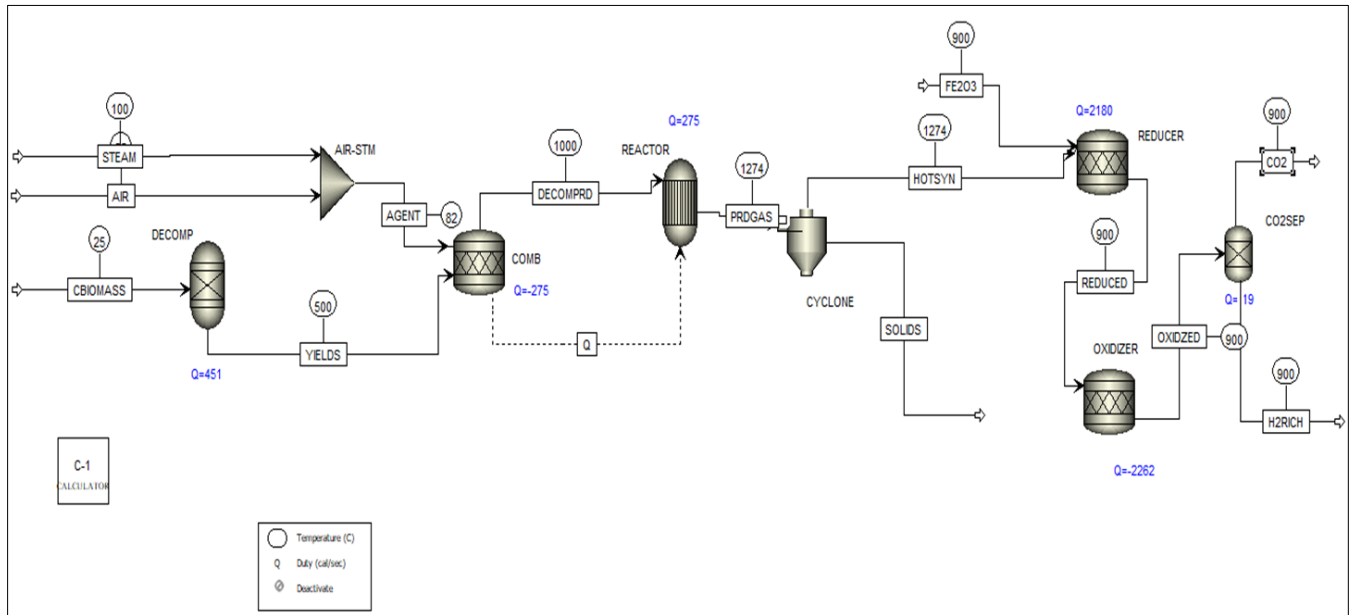 900
FE2O3
Q=2180
REDUCER
900
CO2
100
STEAM
AIR-STM
1000
DECOMPRD
REACTOR
Q=275
1274
PRDGAS
1274
HOTSYN
AIR
AGENT
82
DECOMP
25
CBIOMASS
COMB
Q=-275
CYCLONE
CO2SEP
900
REDUCED
Q= 19
500
YIELDS
Q
SOLIDS
OXIDIZER
OXIDZED
900
Q=451
900
H2RICH
Q=-2262
C-1
CALCULATOR
Temperature (C)
Q Duty (cal/sec)
Deactivate